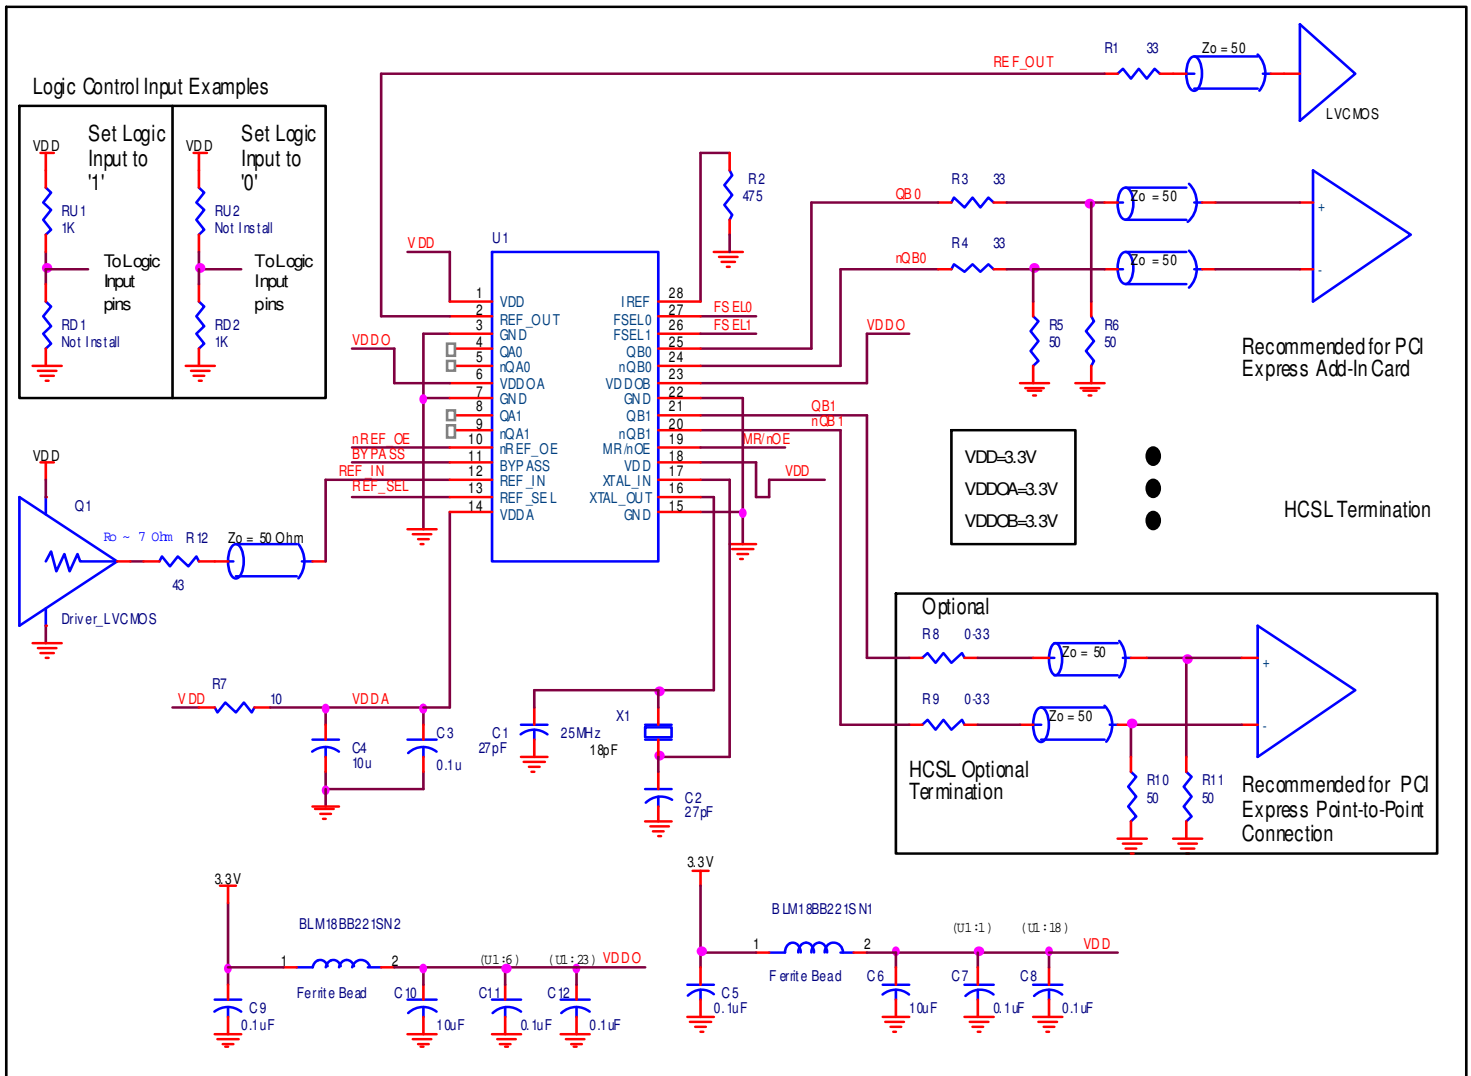 REF_OUT
R1 33
Zo = 50
LVCMOS
Logic Control Input Examples
VDD
Set Logic
Input to
'1'
RU1
1K
To Logic
Input
pins
RD1
Not Install
VDD
Set Logic
Input to
'0'
RU2
Not Install
To Logic
Input
pins
RD2
1K
VDD
U1
R2
475
QB0
R3 33
Zo = 50
+
nQB0
R4 33
Zo = 50
-
R5
50
R6
50
Recommended for PCI
Express Add-In Card
VDDO
1 VDD
2 REF_OUT
3 GND
4 QA0
5 nQA0
6 VDDOA
7 GND
8 QA1
9 nQA1
10 nREF_OE
11 BYPASS
12 REF_IN
13 REF_SEL
14 VDDA
IREF 28
FSEL0 27
FSEL1 26
QB0 25
nQB0 24
VDDOB 23
GND 22
QB1 21
nQB1 20
MR/nOE 19
VDD 18
XTAL_IN 17
XTAL_OUT 16
GND 15
FSEL0
FSEL1
VDDO
QB1
nQB1
MR/nOE
VDD
nREF_OE
BYPASS
REF_IN
REF_SEL
VDD=3.3V
VDDOA=3.3V
VDDOB=3.3V
HCSL Termination
VDD
Q1
Ro ~ 7 Ohm
R12
43
Zo = 50 Ohm
Driver_LVCMOS
Optional
R8 0-33
Zo = 50
+
R9 0-33
Zo = 50
-
HCSL Optional
Termination
R10
50
R11
50
Recommended for PCI
Express Point-to-Point
Connection
VDD
R7
10
VDDA
C4
10u
C3
0.1u
C1
27pF
25MHz
X1
18pF
C2
27pF
3.3V
BLM18BB221SN2
1 2
Ferrite Bead
(U1:6)
(U1:23)
VDDO
C9
0.1uF
C10
10uF
C11
0.1uF
C12
0.1uF
3.3V
BLM18BB221SN1
1 2
Ferrite Bead
(U1:1)
(U1:18)
VDD
C5
0.1uF
C6
10uF
C7
0.1uF
C8
0.1uF